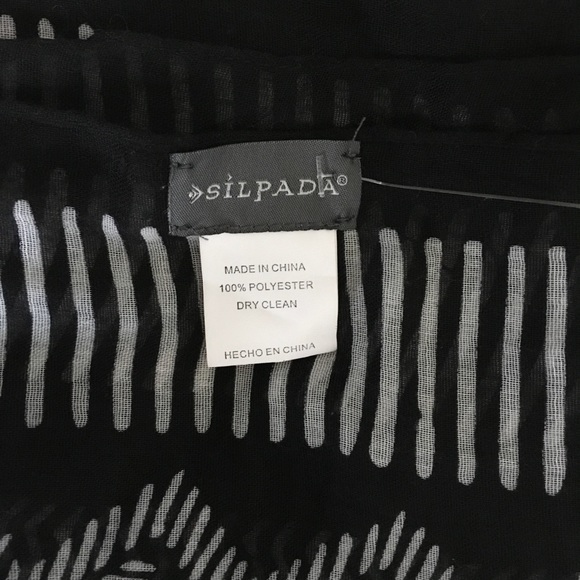 SILPADA®
MADE IN CHINA
100% POLYESTER
DRY CLEAN
HECHO EN CHINA